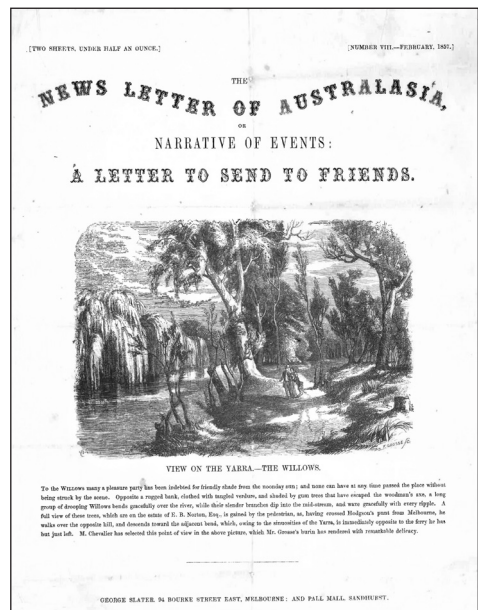 [TWO SHEETS, UNDER HALF AN OUNCE.]
[NUMBER VIII.—FEBRUARY, 1857.]
THE
NEWS LETTER OF AUSTRALASIA,
OR
NARRATIVE OF EVENTS:
A LETTER TO SEND TO FRIENDS.
F. GROSSE
VIEW ON THE YARRA.—THE WILLOWS.
To the Willows many a pleasure party has been indebted for friendly shade from the noonday sun; and none can have at any time passed the place without
being struck by the scene. Opposite a rugged bank, clothed with tangled verdure, and shaded by gum trees that have escaped the woodman's axe, a long
group of drooping Willows bends gracefully over the river, while their slender branches dip into the mid-stream, and wave gracefully with every ripple. A
full view of these trees, which are on the estate of E. B. Norton, Esq., is gained by the pedestrian, as, having crossed Hodgson's punt from Melbourne, he
walks over the opposite hill, and descends toward the adjacent bend, which, owing to the sinuosities of the Yarra, is immediately opposite to the ferry he has
but just left. M. Chevalier has selected this point of view in the above picture, which Mr. Grosse's burin has rendered with remarkable delicacy.
GEORGE SLATER, 94 BOURKE STREET EAST, MELBOURNE; AND PALL MALL, SANDHURST.